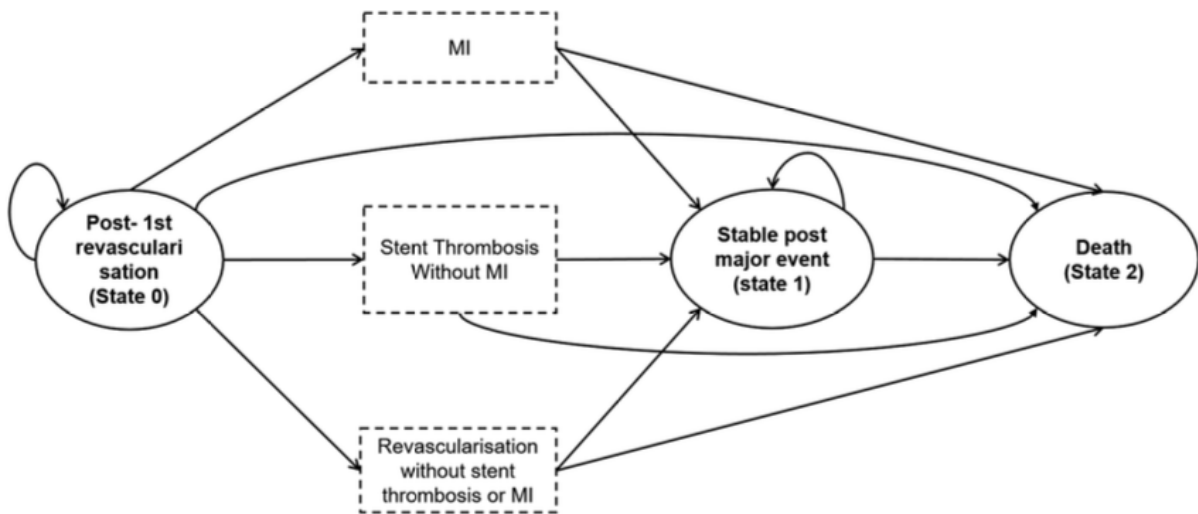 MI
Post- 1st
revasculari
sation
(State 0)
Stent Thrombosis
Without MI
Stable post
major event
(state 1)
Death
(State 2)
Revascularisation
without stent
thrombosis or MI